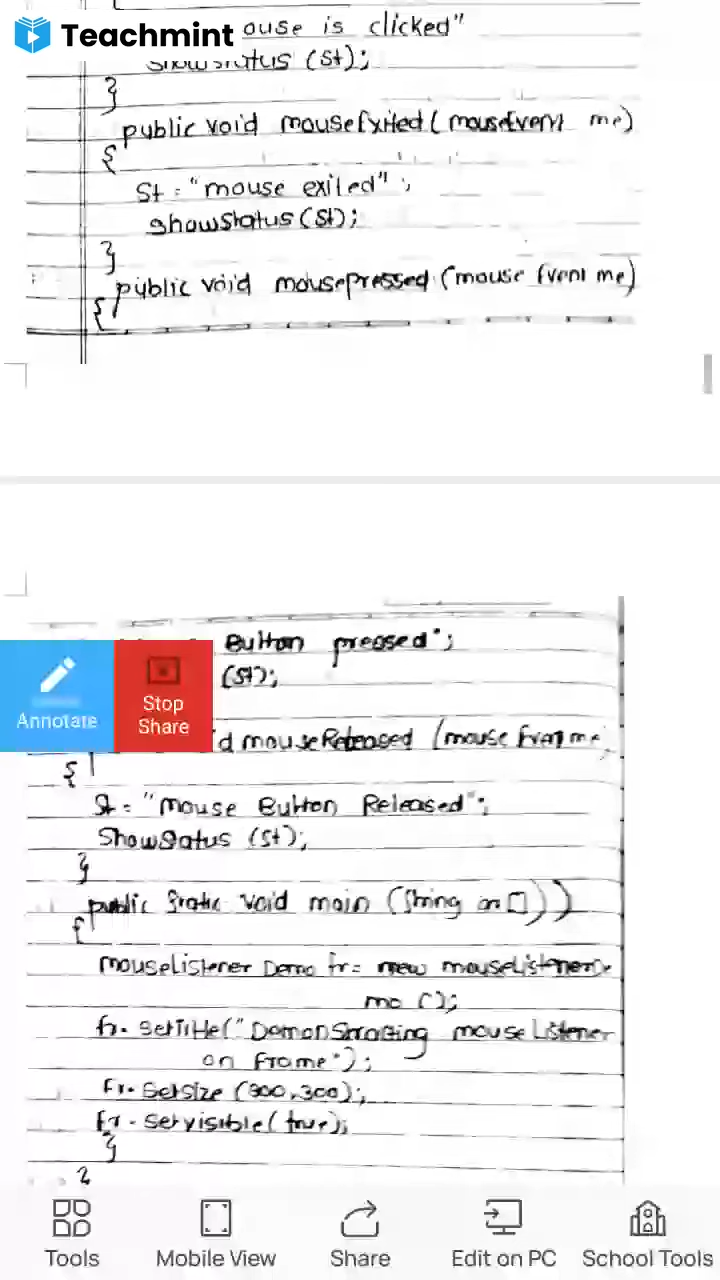 Teachmint
ouse is clicked"
showstatus (st);
}
public void mouseExited ( mouseEvent me)
{
St = "mouse exited" ;
showstatus (st);
}
public void mousepressed (mouse Event me)
{
Button pressed";
(st);
d mouseReleased (mouse me
{
St = "mouse Button Released";
Showstatus (st);
}
public static void main (String []))
{
mouseListener Demo fr= new mouseListenerDe
mo ();
fr. setTitle("Demonstrating mouse Listener
on frame");
fr. Setsize (300,300);
fr. setvisible( true);
}
}
Annotate
Stop
Share
Tools
Mobile View
Share
Edit on PC
School Tools